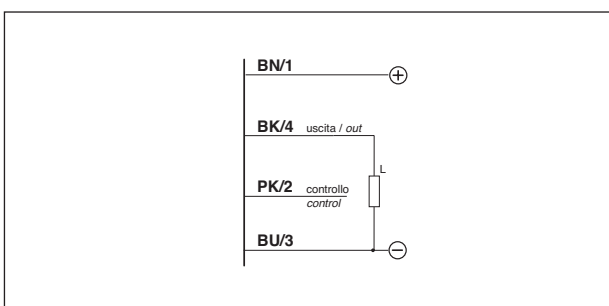 BN/1
+
BK/4 uscita / out
L
PK/2 controllo
control
BU/3
−